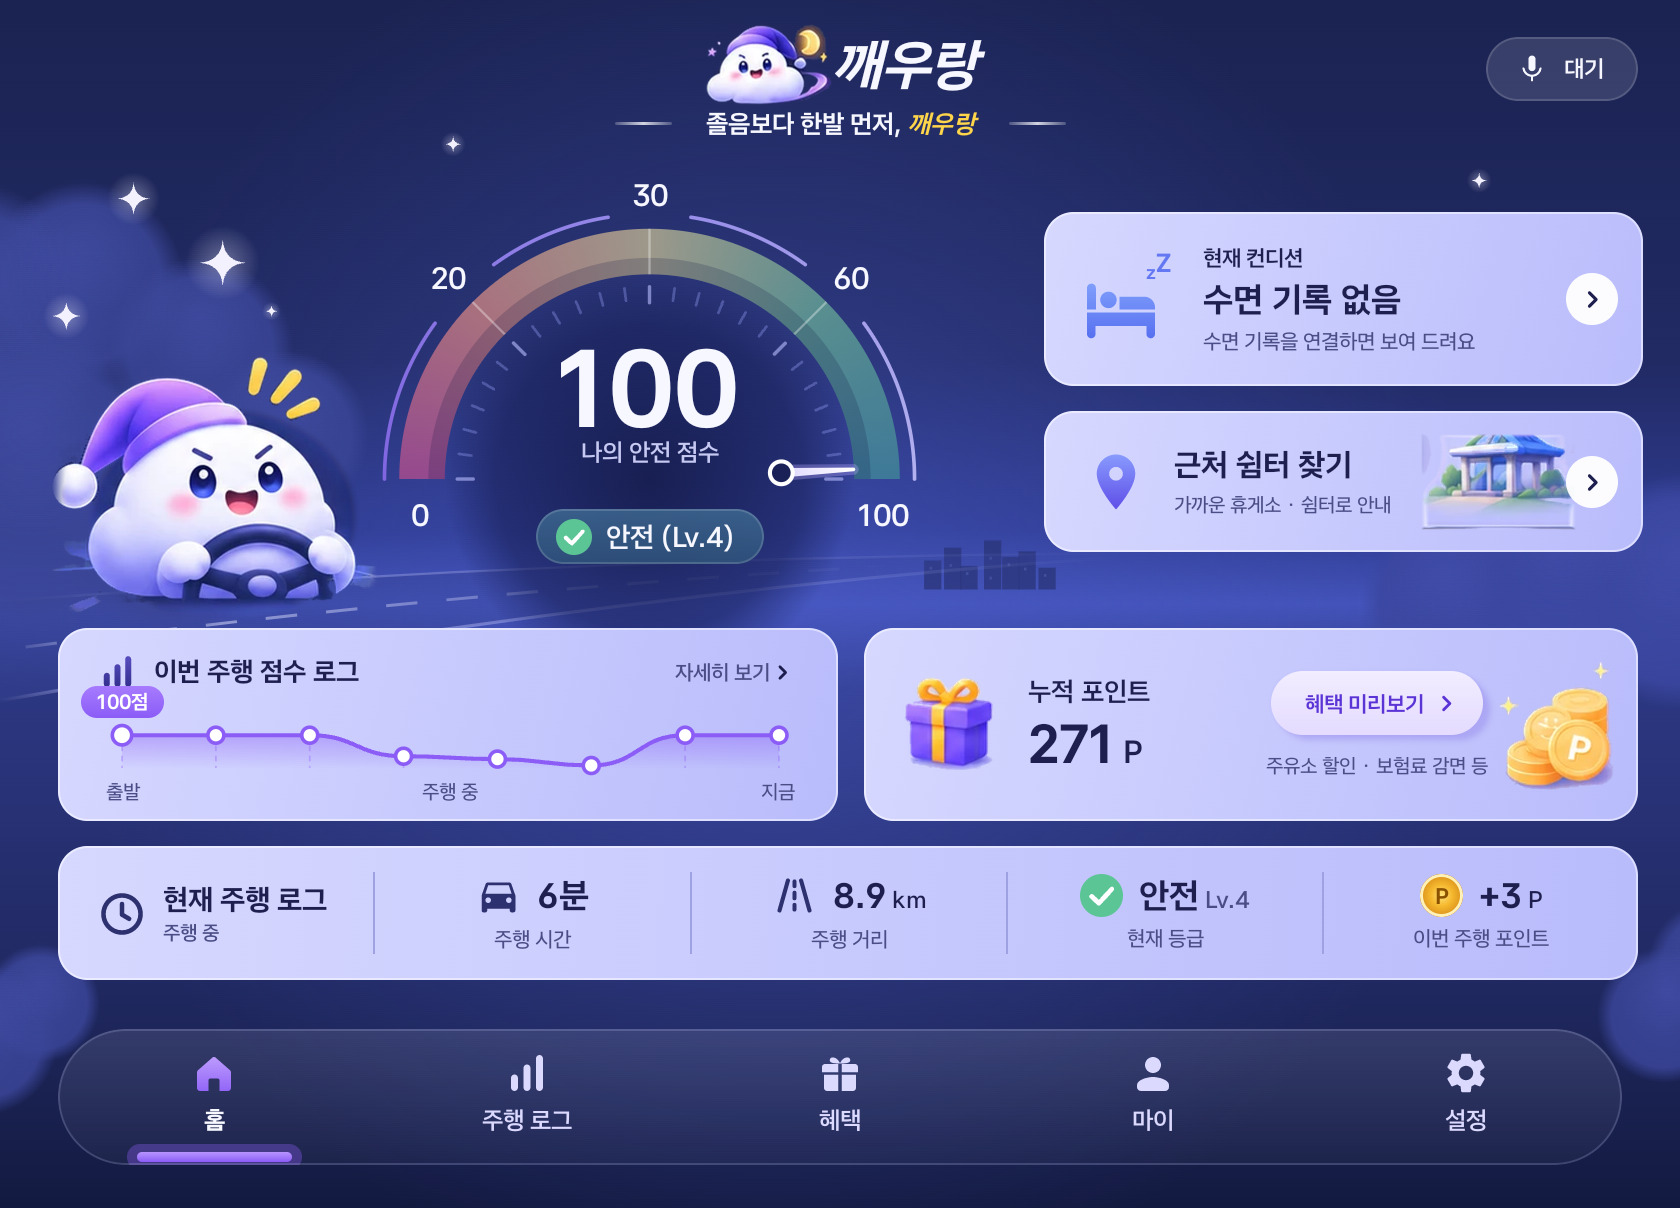 깨우랑
대기
졸음보다 한발 먼저, 깨우랑
30
20
60
100
나의 안전 점수
0
100
안전 (Lv.4)
zZ
현재 컨디션
수면 기록 없음
수면 기록을 연결하면 보여 드려요
근처 쉼터 찾기
가까운 휴게소 · 쉼터로 안내
이번 주행 점수 로그
자세히 보기
100점
출발
주행 중
지금
누적 포인트
271 P
혜택 미리보기
주유소 할인 · 보험료 감면 등
P
현재 주행 로그
주행 중
6분
주행 시간
8.9 km
주행 거리
안전 Lv.4
현재 등급
P
+3 P
이번 주행 포인트
홈
주행 로그
혜택
마이
설정